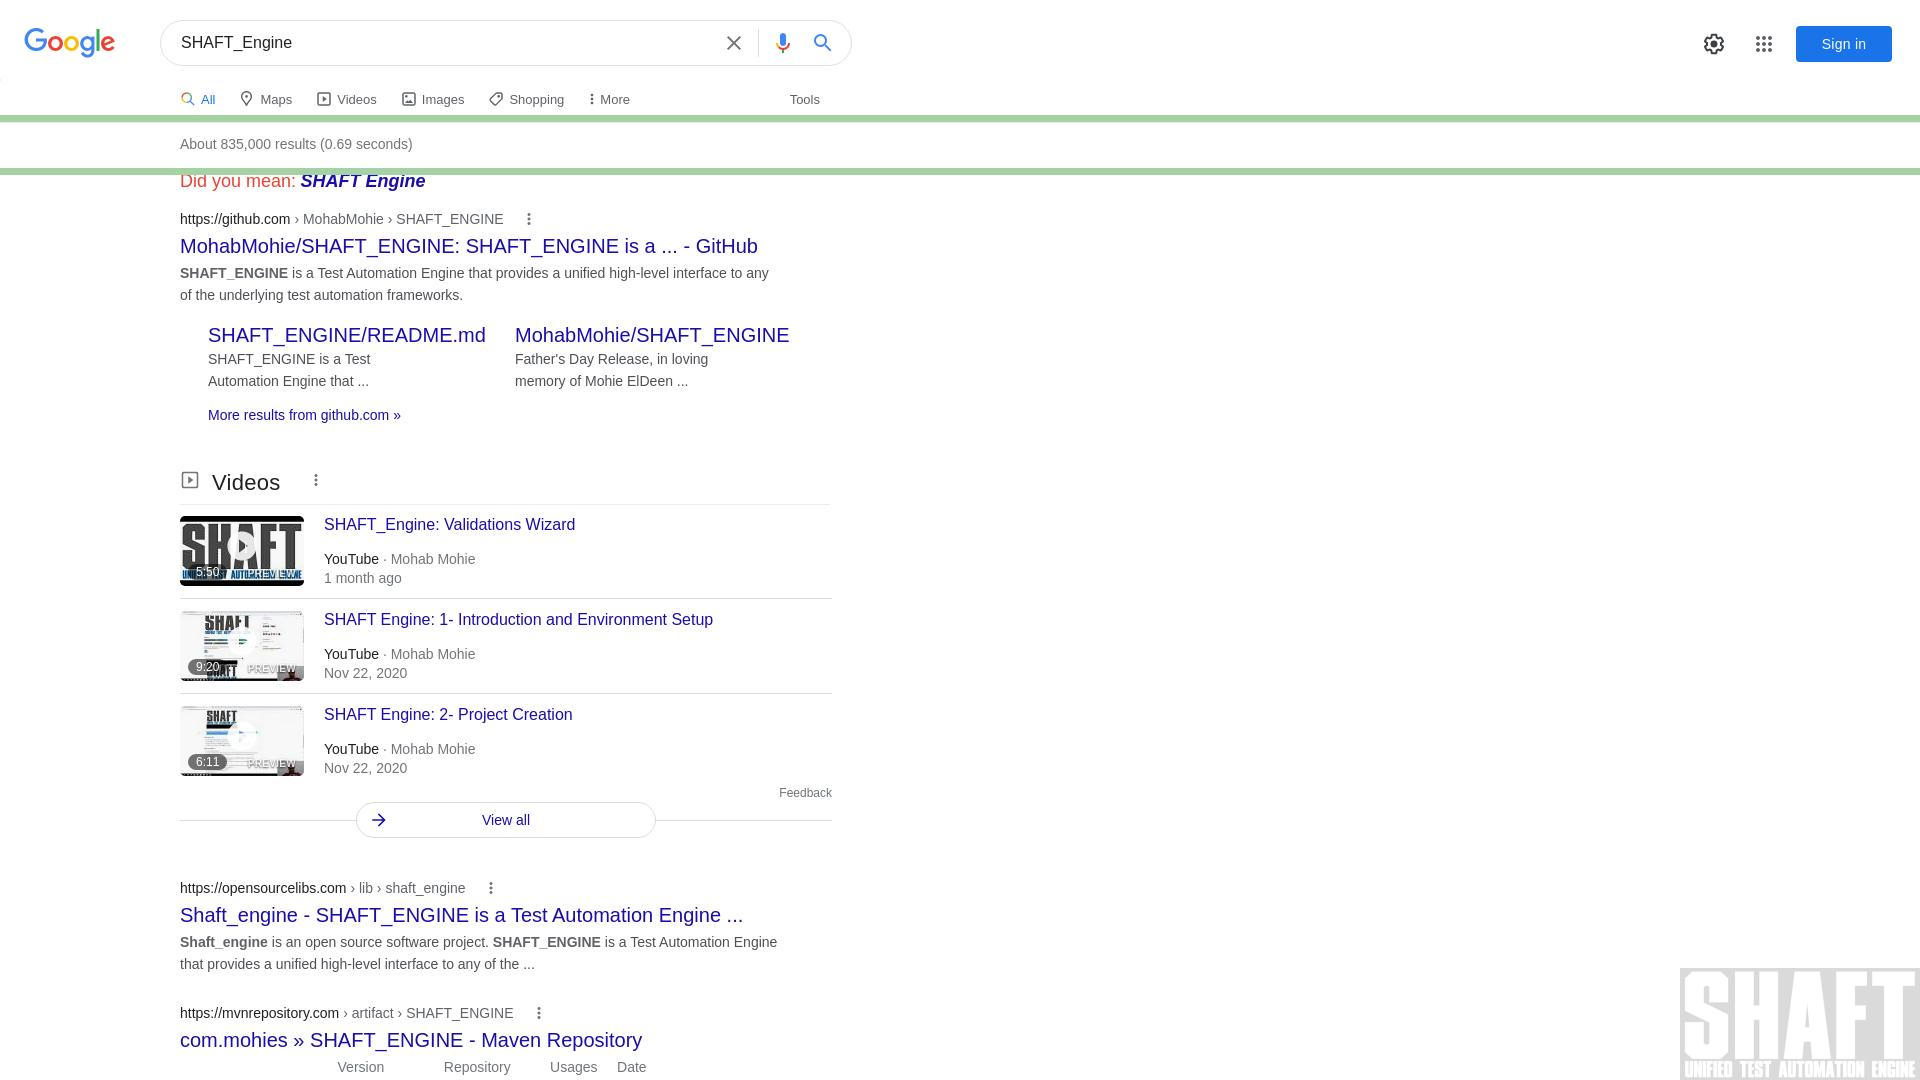 Google
SHAFT_Engine
Sign in
All
Maps
Videos
Images
Shopping
More
Tools
About 835,000 results (0.69 seconds)
Did you mean: SHAFT Engine
https://github.com › MohabMohie › SHAFT_ENGINE
MohabMohie/SHAFT_ENGINE: SHAFT_ENGINE is a ... - GitHub
SHAFT_ENGINE is a Test Automation Engine that provides a unified high-level interface to any
of the underlying test automation frameworks.
SHAFT_ENGINE/README.md
SHAFT_ENGINE is a Test
Automation Engine that ...
MohabMohie/SHAFT_ENGINE
Father's Day Release, in loving
memory of Mohie ElDeen ...
More results from github.com »
Videos
SHAFT
UNIFIED TEST AUTOMATION ENGINE
5:50
PREVIEW
SHAFT_Engine: Validations Wizard
YouTube · Mohab Mohie
1 month ago
SHAFT
9:20
PREVIEW
SHAFT
SHAFT Engine: 1- Introduction and Environment Setup
YouTube · Mohab Mohie
Nov 22, 2020
SHAFT
6:11
PREVIEW
SHAFT Engine: 2- Project Creation
YouTube · Mohab Mohie
Nov 22, 2020
Feedback
View all
https://opensourcelibs.com › lib › shaft_engine
Shaft_engine - SHAFT_ENGINE is a Test Automation Engine ...
Shaft_engine is an open source software project. SHAFT_ENGINE is a Test Automation Engine
that provides a unified high-level interface to any of the ...
https://mvnrepository.com › artifact › SHAFT_ENGINE
com.mohies » SHAFT_ENGINE - Maven Repository
Version Repository Usages Date
SHAFT
UNIFIED TEST AUTOMATION ENGINE